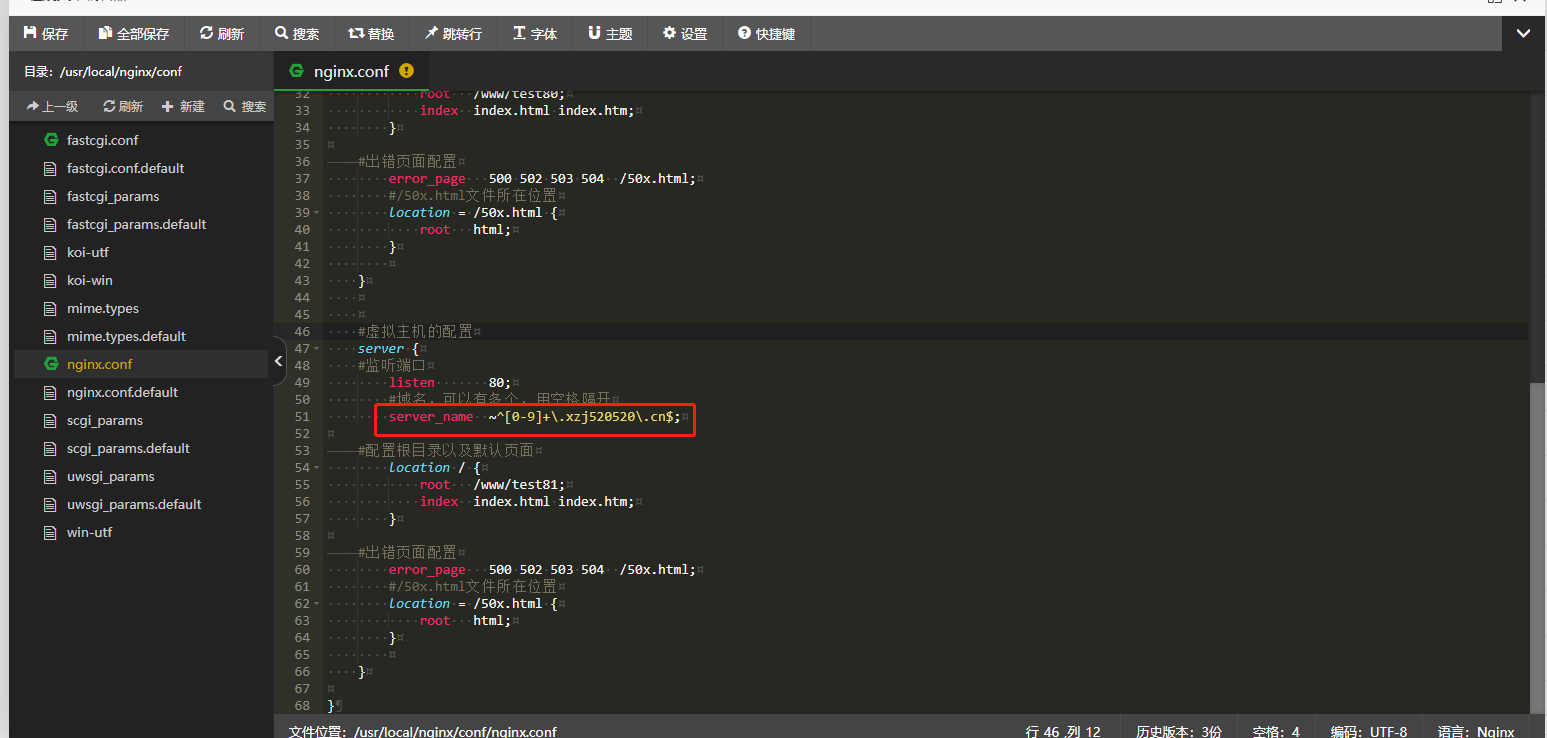 保存 全部保存 刷新 搜索 替换 跳转行 字体 主题 设置 快捷键
目录: /usr/local/nginx/conf
上一级 刷新 新建 搜索
fastcgi.conf
fastcgi.conf.default
fastcgi_params
fastcgi_params.default
koi-utf
koi-win
mime.types
mime.types.default
nginx.conf
nginx.conf.default
scgi_params
scgi_params.default
uwsgi_params
uwsgi_params.default
win-utf
nginx.conf
32 root /www/test80;
33 index index.html index.htm;
34 }
35
36 #出错页面配置
37 error_page 500 502 503 504 /50x.html;
38 #/50x.html文件所在位置
39 location = /50x.html {
40 root html;
41 }
42
43 }
44
45
46 #虚拟主机的配置
47 server {
48 #监听端口
49 listen 80;
50 #域名，可以有多个，用空格隔开
51 server_name ~^[0-9]+\.xzj520520\.cn$;
52
53 #配置根目录以及默认页面
54 location / {
55 root /www/test81;
56 index index.html index.htm;
57 }
58
59 #出错页面配置
60 error_page 500 502 503 504 /50x.html;
61 #/50x.html文件所在位置
62 location = /50x.html {
63 root html;
64 }
65
66 }
67
68 }
文件位置: /usr/local/nginx/conf/nginx.conf 行 46 ,列 12 历史版本: 3份 空格: 4 编码: UTF-8 语言: Nginx